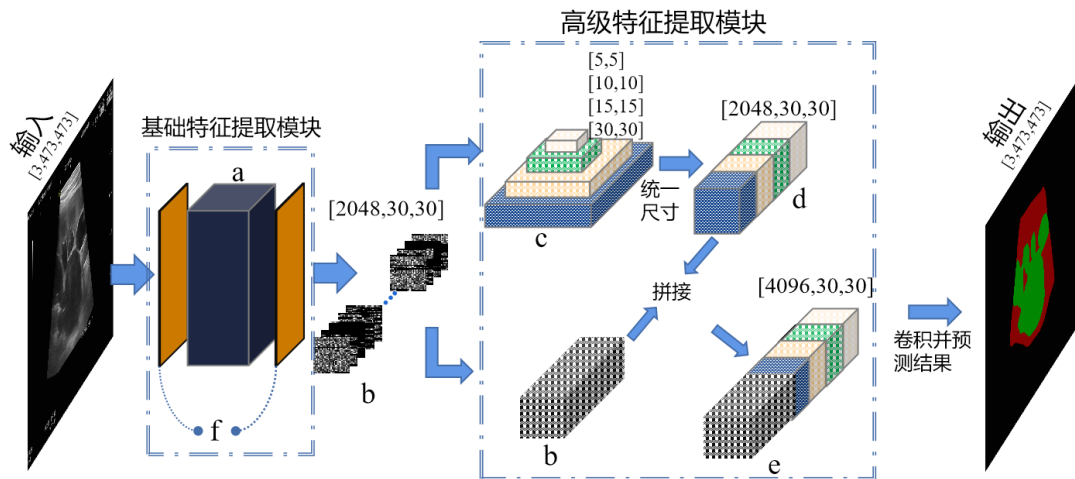 输入
[3,473,473]
基础特征提取模块
a
f
[2048,30,30]
b
高级特征提取模块
[5,5]
[10,10]
[15,15]
[30,30]
c
统一
尺寸
[2048,30,30]
d
拼接
b
[4096,30,30]
e
卷积并预
测结果
输出
[3,473,473]